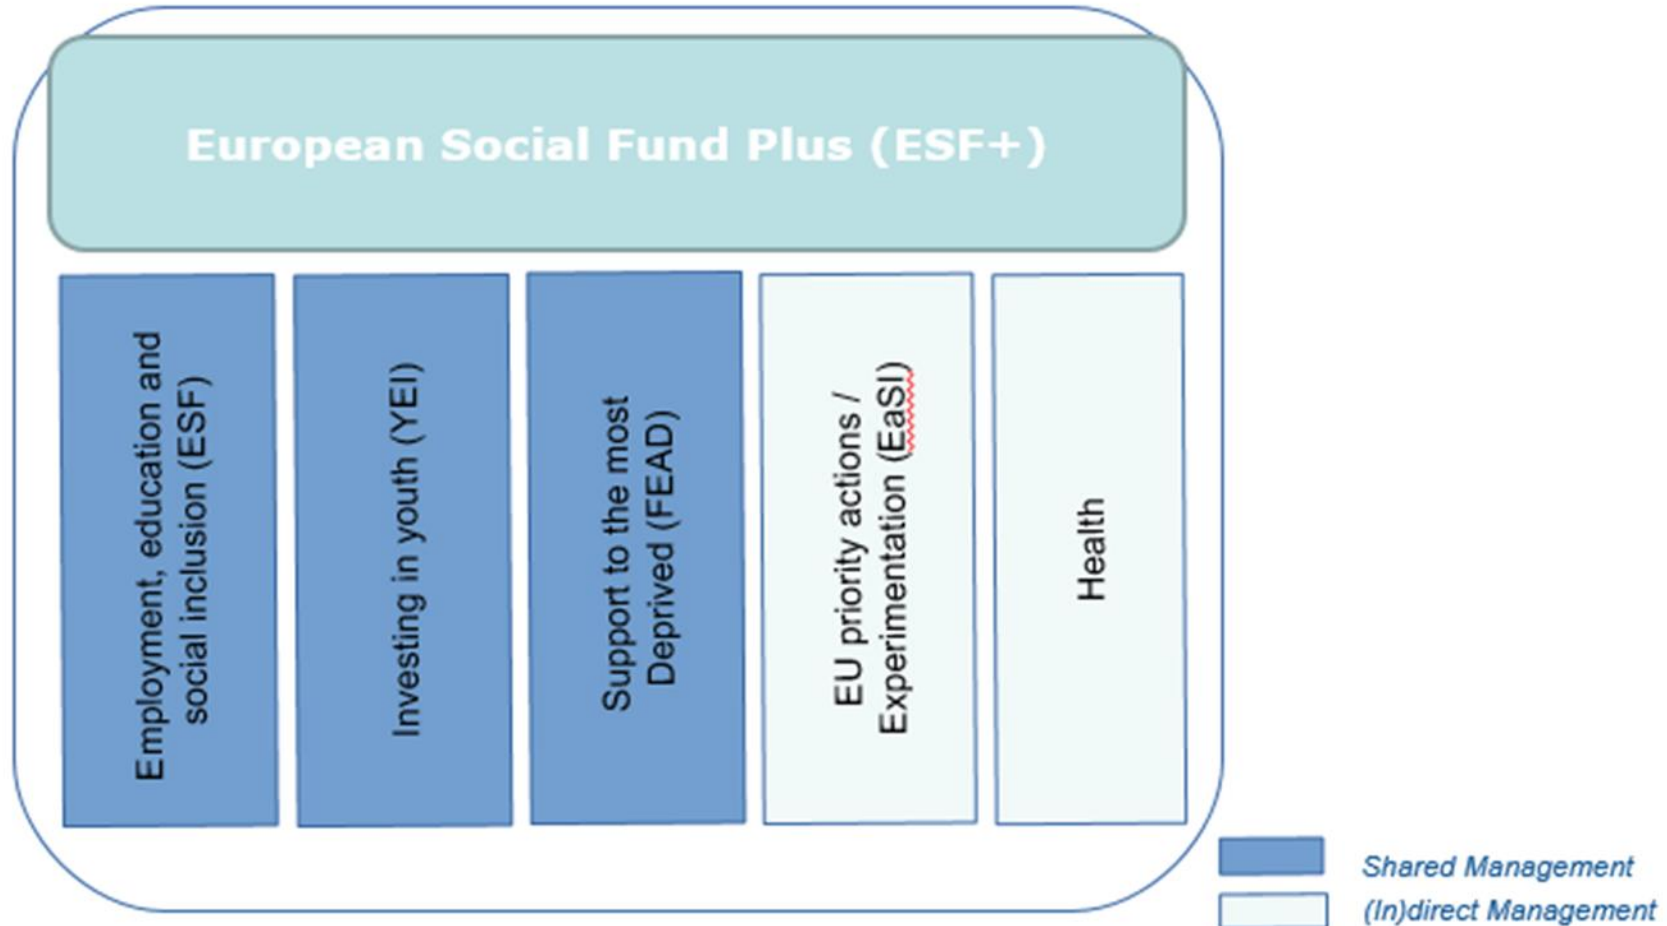 European Social Fund Plus (ESF+)
Employment, education and
social inclusion (ESF)
Investing in youth (YEI)
Support to the most
Deprived (FEAD)
EU priority actions /
Experimentation (EaSI)
Health
Shared Management
(In)direct Management